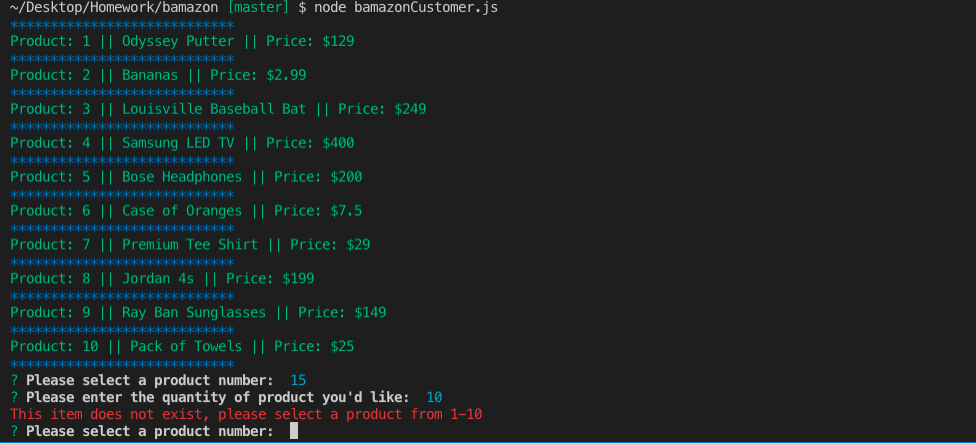 ~/Desktop/Homework/bamazon [master] $ node bamazonCustomer.js
****************************
Product: 1 || Odyssey Putter || Price: $129
****************************
Product: 2 || Bananas || Price: $2.99
****************************
Product: 3 || Louisville Baseball Bat || Price: $249
****************************
Product: 4 || Samsung LED TV || Price: $400
****************************
Product: 5 || Bose Headphones || Price: $200
****************************
Product: 6 || Case of Oranges || Price: $7.5
****************************
Product: 7 || Premium Tee Shirt || Price: $29
****************************
Product: 8 || Jordan 4s || Price: $199
****************************
Product: 9 || Ray Ban Sunglasses || Price: $149
****************************
Product: 10 || Pack of Towels || Price: $25
****************************
? Please select a product number:  15
? Please enter the quantity of product you'd like:  10
This item does not exist, please select a product from 1-10
? Please select a product number: